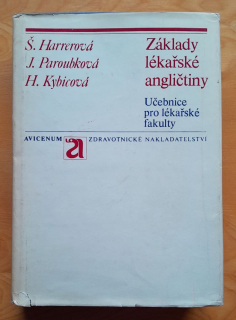 Š. Harrerová
J. Paroubková
H. Kybicová
Základy
lékařské
angličtiny
Učebnice
pro lékařské
fakulty
AVICENUM a ZDRAVOTNICKÉ NAKLADATELSTVÍ